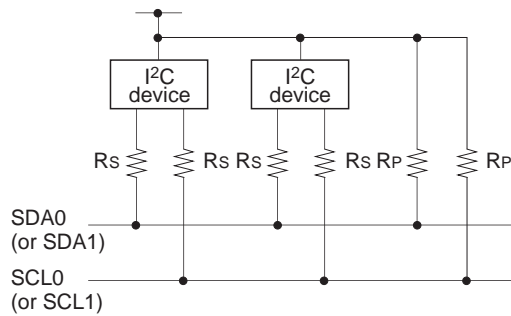 I²C
device
I²C
device
RS
RS
RS
RS
RP
RP
SDA0
(or SDA1)
SCL0
(or SCL1)